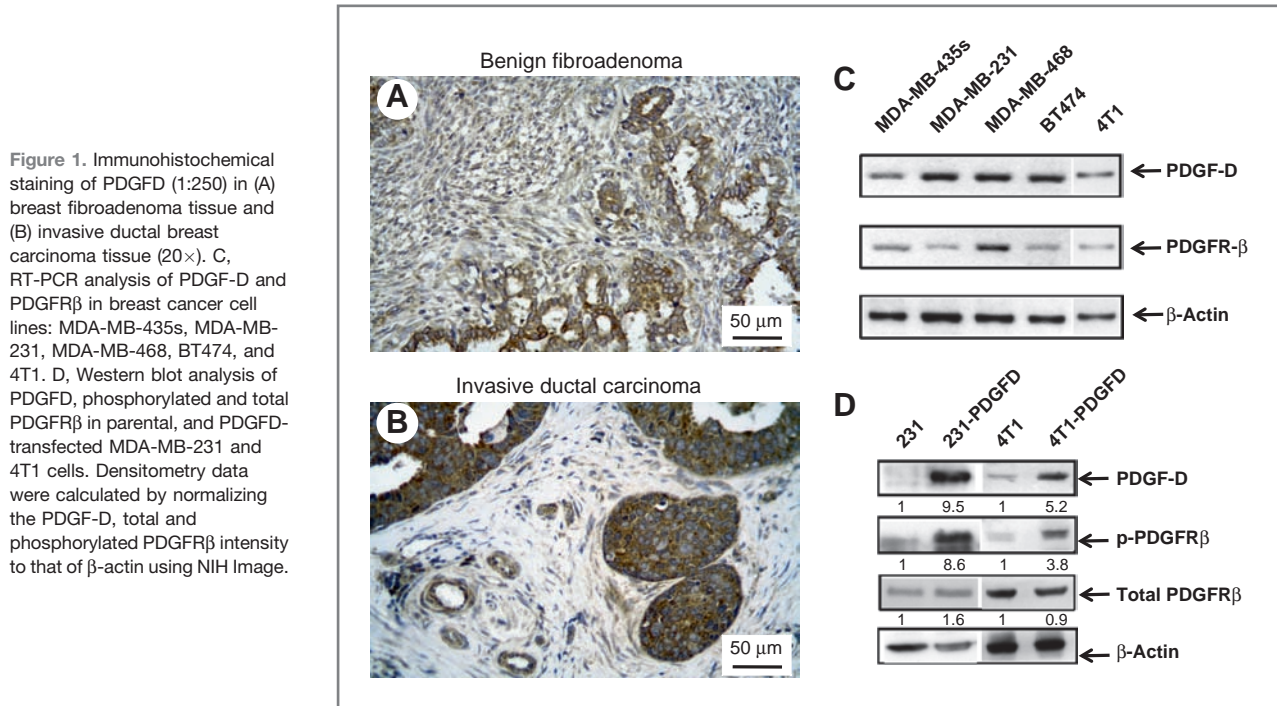 Figure 1. Immunohistochemical
staining of PDGFD (1:250) in (A)
breast fibroadenoma tissue and
(B) invasive ductal breast
carcinoma tissue (20×). C,
RT-PCR analysis of PDGF-D and
PDGFRβ in breast cancer cell
lines: MDA-MB-435s, MDA-MB-
231, MDA-MB-468, BT474, and
4T1. D, Western blot analysis of
PDGFD, phosphorylated and total
PDGFRβ in parental, and PDGFD-
transfected MDA-MB-231 and
4T1 cells. Densitometry data
were calculated by normalizing
the PDGF-D, total and
phosphorylated PDGFRβ intensity
to that of β-actin using NIH Image.
Benign fibroadenoma
A
50 μm
Invasive ductal carcinoma
B
50 μm
C
MDA-MB-435s
MDA-MB-231
MDA-MB-468
BT474
4T1
PDGF-D
PDGFR-β
β-Actin
D
231
231-PDGFD
4T1
4T1-PDGFD
PDGF-D
1 9.5 1 5.2
p-PDGFRβ
1 8.6 1 3.8
Total PDGFRβ
1 1.6 1 0.9
β-Actin